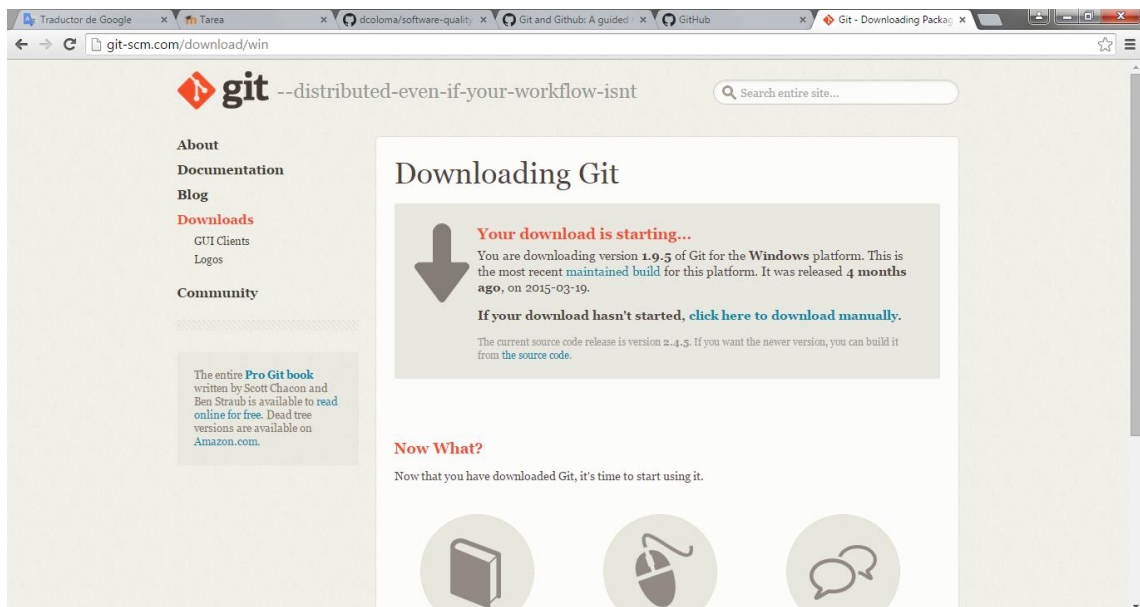 Traductor de Google
Tarea
dcoloma/software-quality
Git and Github: A guided
GitHub
Git - Downloading Packag
git-scm.com/download/win
git --distributed-even-if-your-workflow-isnt
Search entire site...
About
Documentation
Blog
Downloads
GUI Clients
Logos
Community
The entire Pro Git book
written by Scott Chacon and
Ben Straub is available to read
online for free. Dead tree
versions are available on
Amazon.com.
Downloading Git
Your download is starting...
You are downloading version 1.9.5 of Git for the Windows platform. This is
the most recent maintained build for this platform. It was released 4 months
ago, on 2015-03-19.
If your download hasn't started, click here to download manually.
The current source code release is version 2.4.5. If you want the newer version, you can build it
from the source code.
Now What?
Now that you have downloaded Git, it's time to start using it.